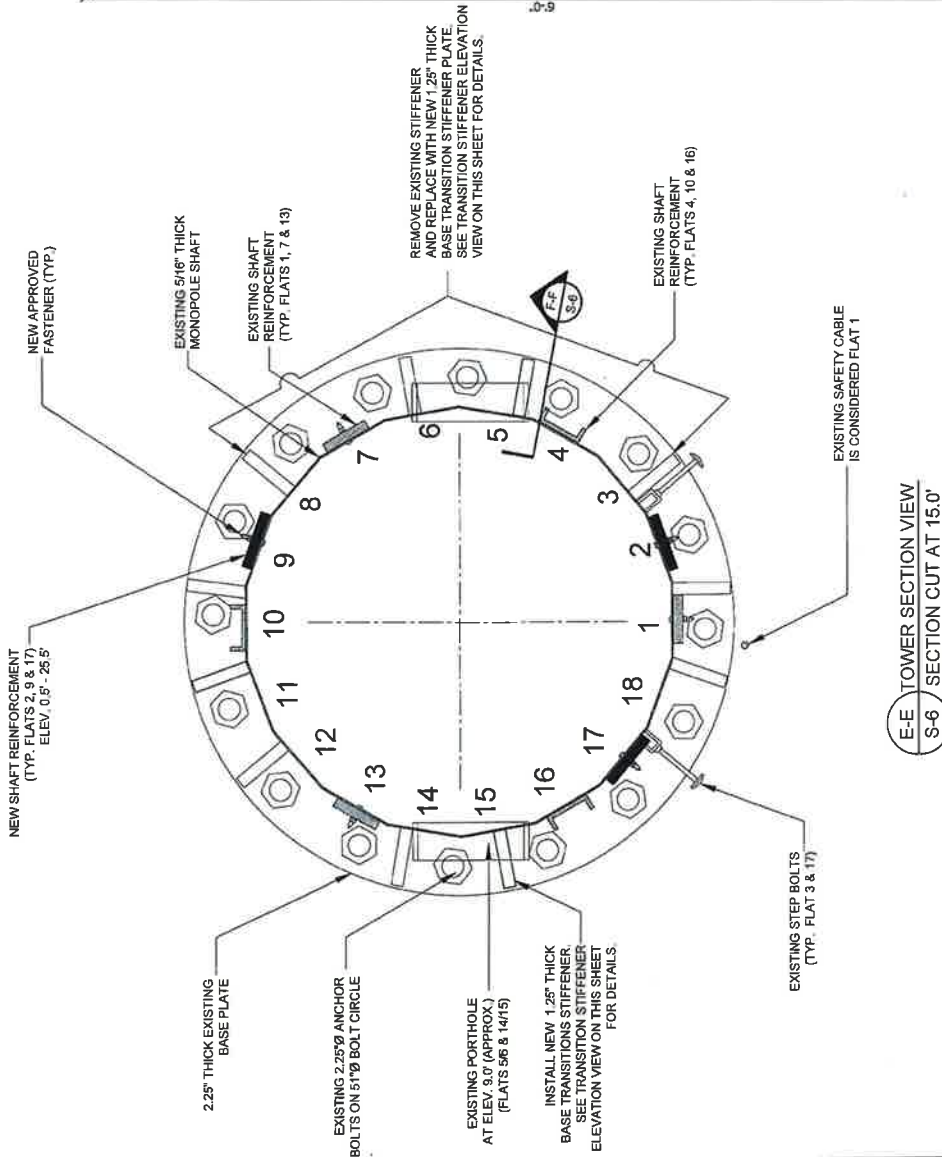 6'-0"
NEW APPROVED
FASTENER (TYP.)
EXISTING 5/16" THICK
MONOPOLE SHAFT
EXISTING SHAFT
REINFORCEMENT
(TYP. FLATS 1, 7 & 13)
REMOVE EXISTING STIFFENER
AND REPLACE WITH NEW 1.25" THICK
BASE TRANSITION STIFFENER PLATE.
SEE TRANSITION STIFFENER ELEVATION
VIEW ON THIS SHEET FOR DETAILS.
F-F
S-6
EXISTING SHAFT
REINFORCEMENT
(TYP. FLATS 4, 10 & 16)
EXISTING SAFETY CABLE
IS CONSIDERED FLAT 1
NEW SHAFT REINFORCEMENT
(TYP. FLATS 2, 9 & 17)
ELEV. 0.5' - 25.5'
2.25" THICK EXISTING
BASE PLATE
EXISTING 2.25"Ø ANCHOR
BOLTS ON 51"Ø BOLT CIRCLE
EXISTING PORTHOLE
AT ELEV. 9.0' (APPROX.)
(FLATS 5/6 & 14/15)
INSTALL NEW 1.25" THICK
BASE TRANSITIONS STIFFENER.
SEE TRANSITION STIFFENER
ELEVATION VIEW ON THIS SHEET
FOR DETAILS.
EXISTING STEP BOLTS
(TYP. FLAT 3 & 17)
1
2
3
4
5
6
7
8
9
10
11
12
13
14
15
16
17
18
E-E
S-6
TOWER SECTION VIEW
SECTION CUT AT 15.0'